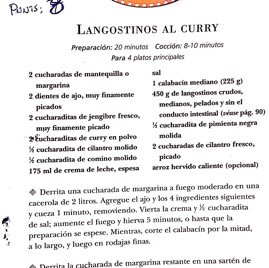 PUNTS: 8
LANGOSTINOS AL CURRY
Preparación: 20 minutos Cocción: 8-10 minutos
Para 4 platos principales
2 cucharadas de mantequilla o
margarina
2 dientes de ajo, muy finamente
picados
2 cucharaditas de jengibre fresco,
muy finamente picado
2 cucharaditas de curry en polvo
½ cucharadita de cilantro molido
½ cucharadita de comino molido
175 ml de crema de leche, espesa
sal
1 calabacín mediano (225 g)
450 g de langostinos crudos,
medianos, pelados y sin el
conducto intestinal (véase pág. 90)
½ cucharadita de pimienta negra
molida
2 cucharadas de cilantro fresco,
picado
arroz hervido caliente (opcional)
❖ Derrita una cucharada de margarina a fuego moderado en una
cacerola de 2 litros. Agregue el ajo y los 4 ingredientes siguientes
y cueza 1 minuto, removiendo. Vierta la crema y ½ cucharadita
de sal; aumente el fuego y hierva 5 minutos, o hasta que la
preparación se espese. Mientras, corte el calabacín por la mitad,
a lo largo, y luego en rodajas finas.
❖ Derrita la cucharada de margarina restante en una sartén de